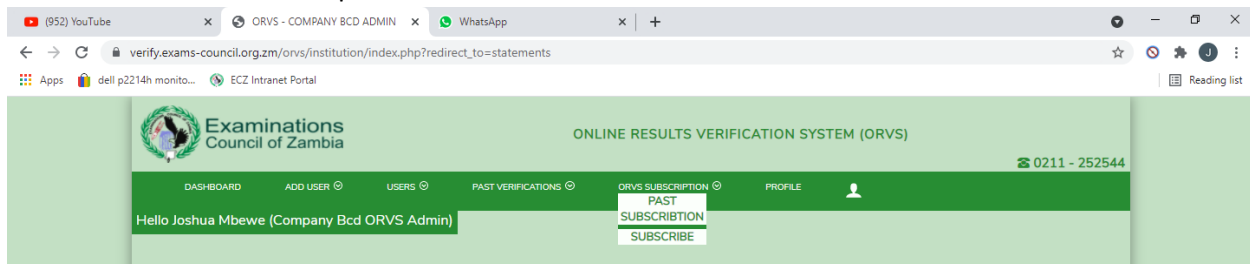 (952) YouTube
ORVS - COMPANY BCD ADMIN
WhatsApp
verify.exams-council.org.zm/orvs/institution/index.php?redirect_to=statements
J
Apps
dell p2214h monito...
ECZ Intranet Portal
Reading list
Examinations
Council of Zambia
ONLINE RESULTS VERIFICATION SYSTEM (ORVS)
0211 - 252544
DASHBOARD ADD USER USERS PAST VERIFICATIONS ORVS SUBSCRIPTION PROFILE
PAST
SUBSCRIBTION
SUBSCRIBE
Hello Joshua Mbewe (Company Bcd ORVS Admin)